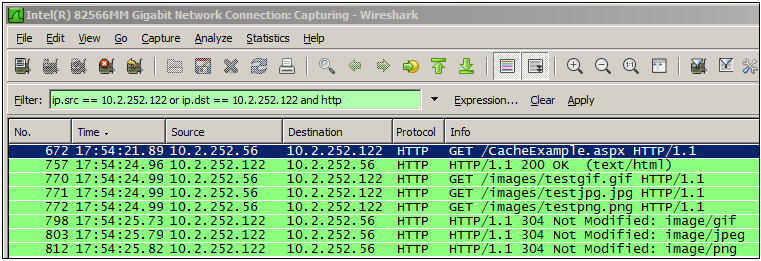 Intel(R) 82566MM Gigabit Network Connection: Capturing - Wireshark
File Edit View Go Capture Analyze Statistics Help
Filter: ip.src == 10.2.252.122 or ip.dst == 10.2.252.122 and http Expression... Clear Apply
No. Time Source Destination Protocol Info
672 17:54:21.89 10.2.252.56 10.2.252.122 HTTP GET /cacheExample.aspx HTTP/1.1
757 17:54:24.96 10.2.252.122 10.2.252.56 HTTP HTTP/1.1 200 OK (text/html)
770 17:54:24.99 10.2.252.56 10.2.252.122 HTTP GET /images/testgif.gif HTTP/1.1
771 17:54:24.99 10.2.252.56 10.2.252.122 HTTP GET /images/testjpg.jpg HTTP/1.1
772 17:54:24.99 10.2.252.56 10.2.252.122 HTTP GET /images/testpng.png HTTP/1.1
798 17:54:25.73 10.2.252.122 10.2.252.56 HTTP HTTP/1.1 304 Not Modified: image/gif
803 17:54:25.79 10.2.252.122 10.2.252.56 HTTP HTTP/1.1 304 Not Modified: image/jpeg
812 17:54:25.82 10.2.252.122 10.2.252.56 HTTP HTTP/1.1 304 Not Modified: image/png